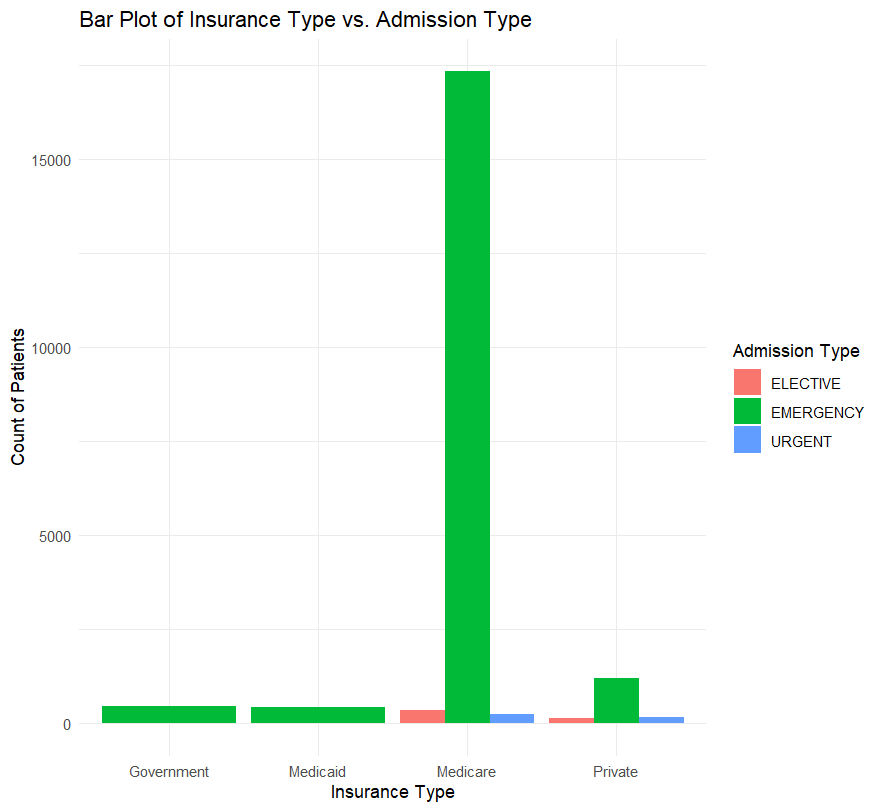 Bar Plot of Insurance Type vs. Admission Type
Count of Patients
15000
10000
5000
0
Government
Medicaid
Medicare
Private
Insurance Type
Admission Type
ELECTIVE
EMERGENCY
URGENT